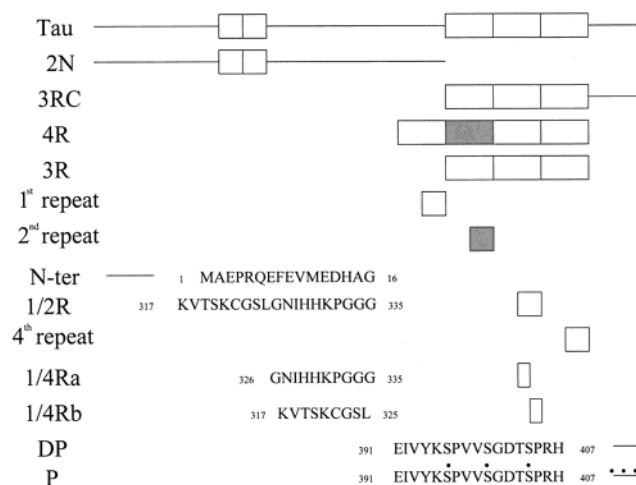 Tau
2N
3RC
4R
3R
1st repeat
2nd repeat
N-ter 1 MAEPRQEFEVMEDHAG 16
1/2R 317 KVTSKCGSLGNIHHKPGGG 335
4th repeat
1/4Ra 326 GNIHHKPGGG 335
1/4Rb 317 KVTSKCGSL 325
DP 391 EIVYKSPVVSGDTSPRH 407
P 391 EIVYKSPVVSGDTSPRH 407